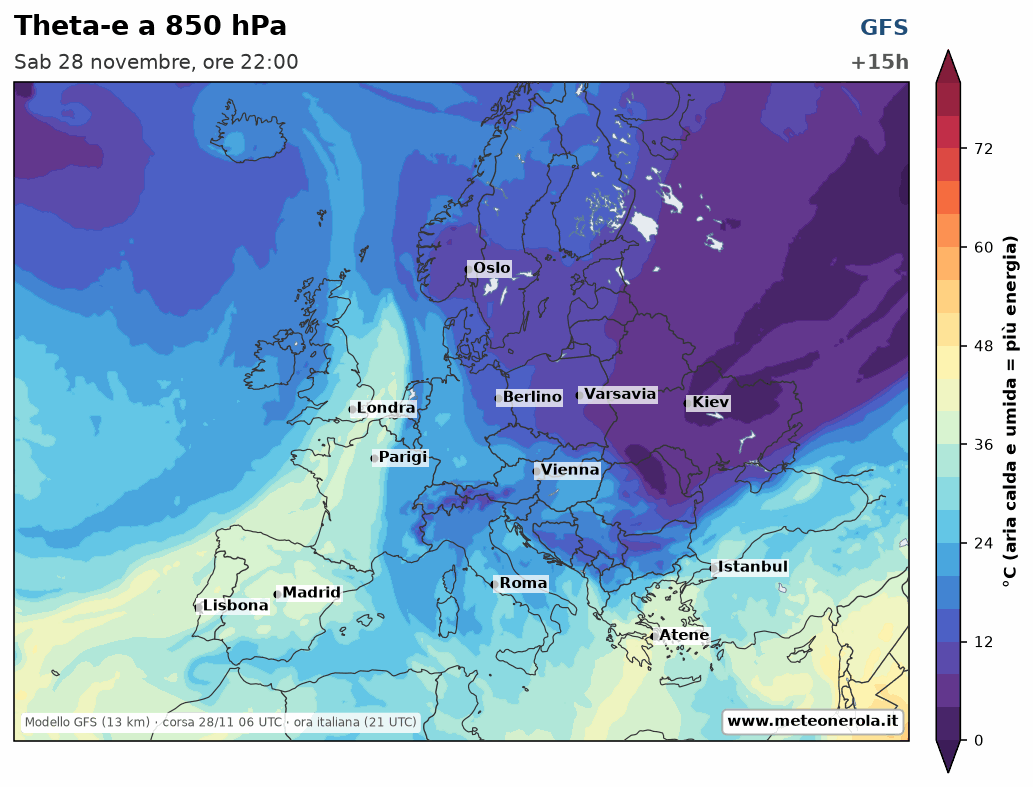 Theta-e a 850 hPa
GFS
Sab 28 novembre, ore 22:00
+15h
Oslo
Berlino
Varsavia
Kiev
Londra
Parigi
Vienna
Istanbul
Roma
Madrid
Lisbona
Atene
Modello GFS (13 km) · corsa 28/11 06 UTC · ora italiana (21 UTC)
www.meteonerola.it
72
60
48
36
24
12
0
°C (aria calda e umida = più energia)